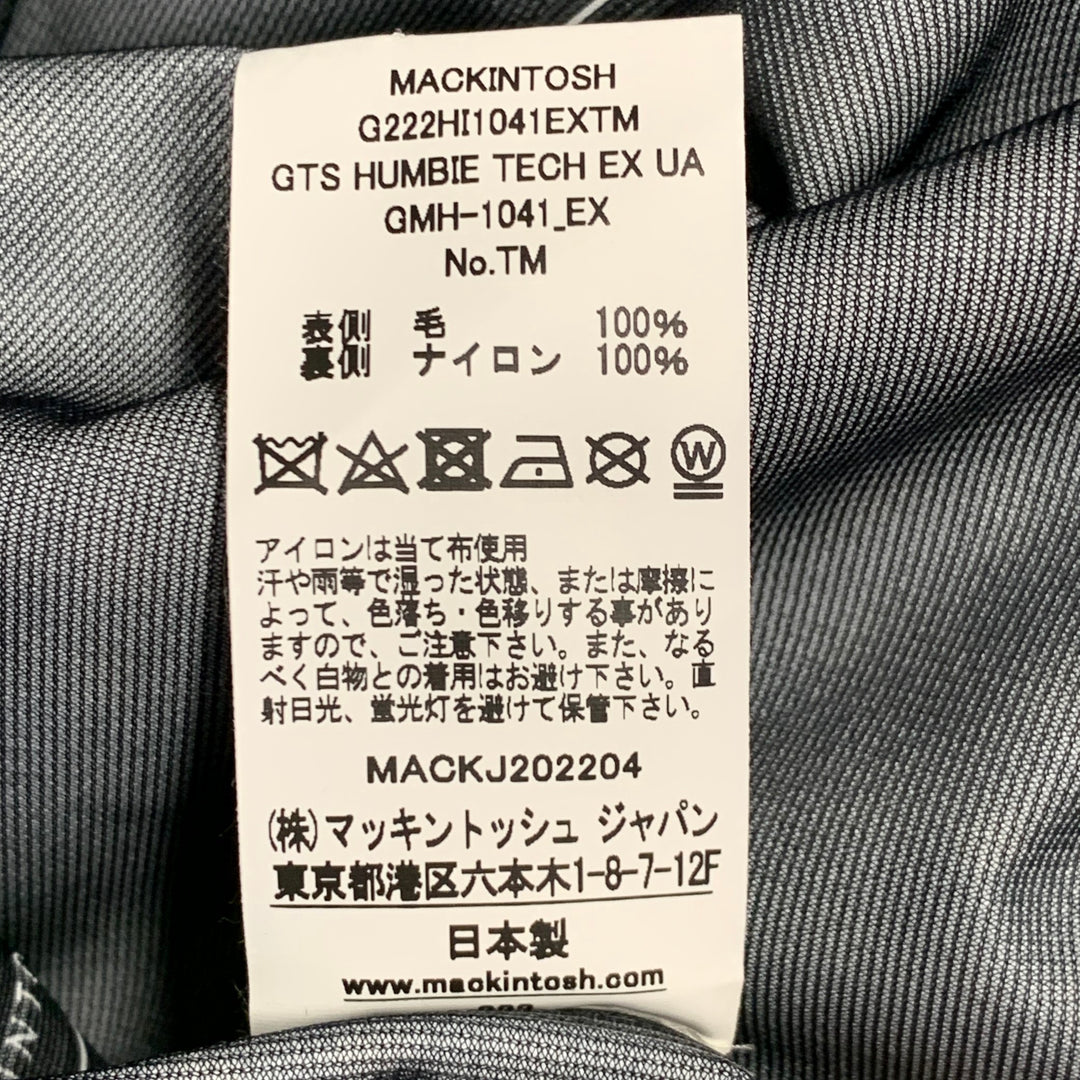 MACKINTOSH
G222HI1041EXTM
GTS HUMBIE TECH EX UA
GMH-1041_EX
No.TM
表側 毛 100%
裏側 ナイロン 100%
W
アイロンは当て布使用
汗や雨等で湿った状態、または摩擦に
よって、色落ち・色移りする事があり
ますので、ご注意下さい。また、なる
べく白物との着用はお避け下さい。直
射日光、蛍光灯を避けて保管下さい。
MACKJ202204
(株)マッキントッシュ ジャパン
東京都港区六本木1-8-7-12F
日本製
www.mackintosh.com